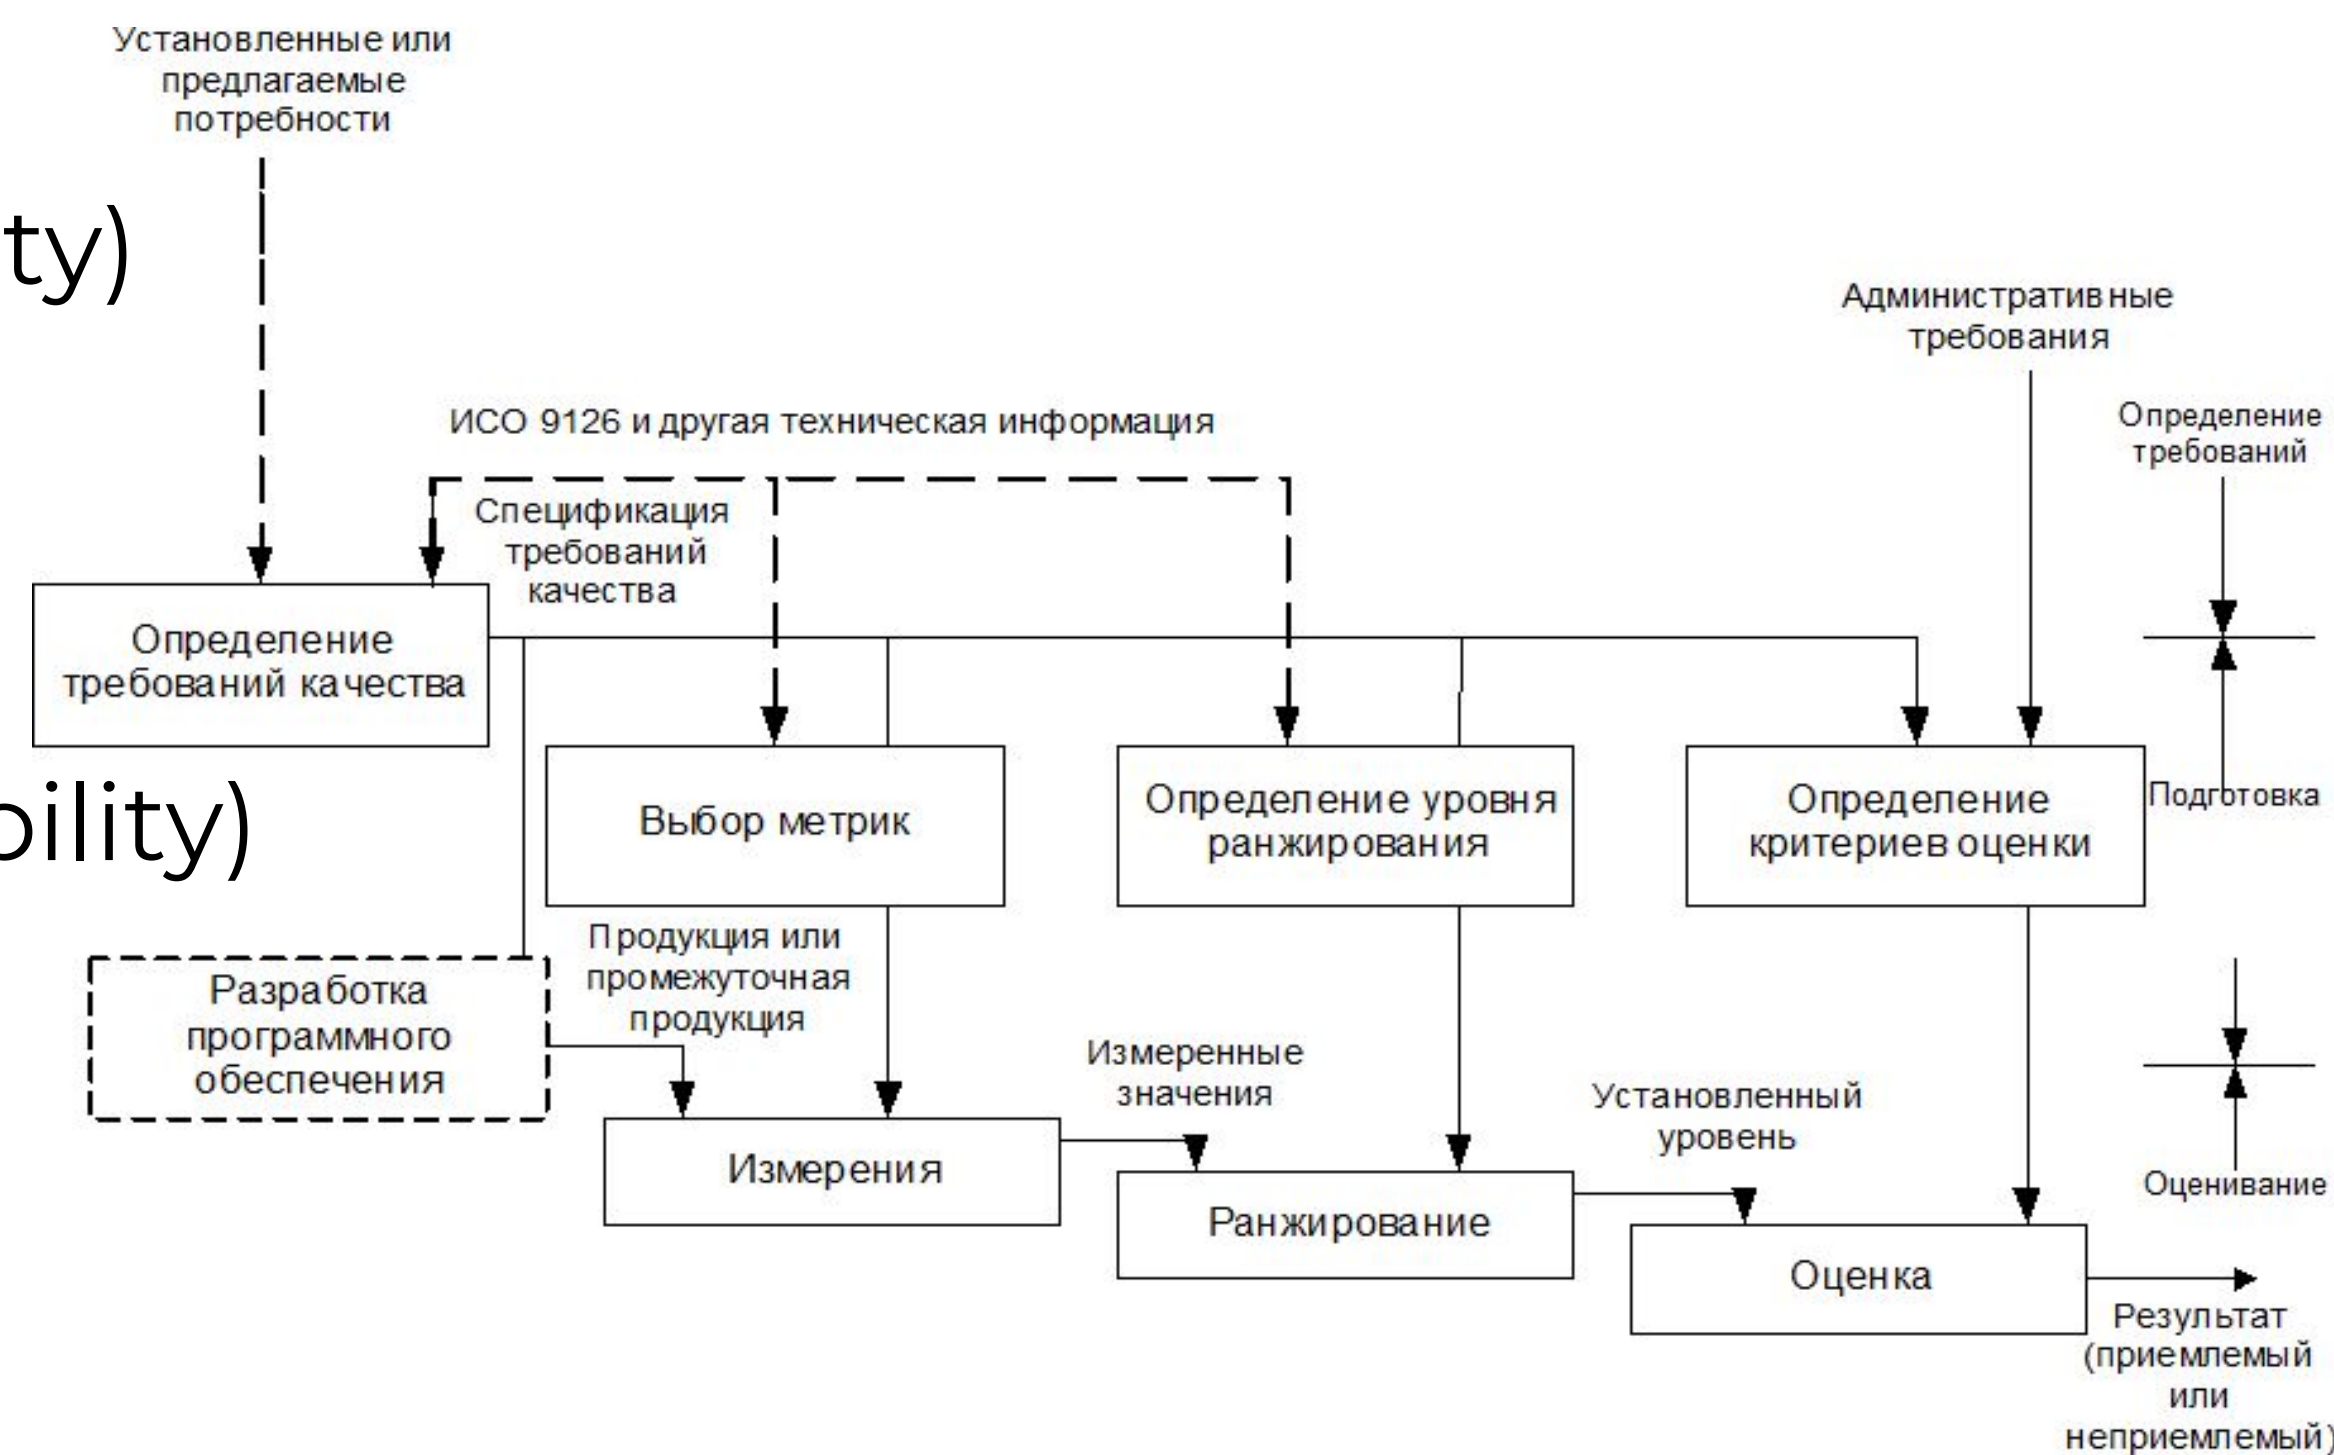 Установленные или
предлагаемые
потребности
ty)
Административные
требования
Определение
требований
ИСО 9126 и другая техническая информация
Спецификация
требований
качества
Определение
требований качества
Выбор метрик
Определение уровня
ранжирования
Определение
критериев оценки
Подготовка
bility)
Разработка
программного
обеспечения
Продукция или
промежуточная
продукция
Измеренные
значения
Установленный
уровень
Оценивание
Измерения
Ранжирование
Оценка
Результат
(приемлемый
или
неприемлемый)